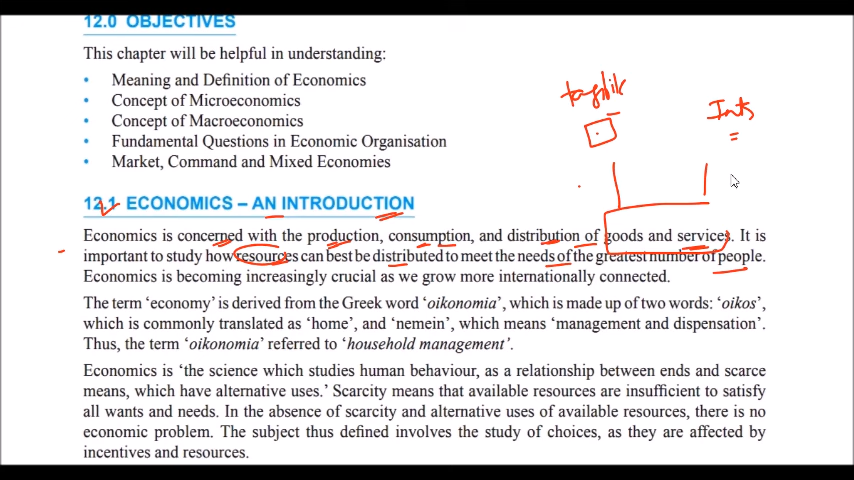 12.0 OBJECTIVES
This chapter will be helpful in understanding:
• Meaning and Definition of Economics
• Concept of Microeconomics
• Concept of Macroeconomics
• Fundamental Questions in Economic Organisation
• Market, Command and Mixed Economies
12.1 ECONOMICS – AN INTRODUCTION
Economics is concerned with the production, consumption, and distribution of goods and services. It is
important to study how resources can best be distributed to meet the needs of the greatest number of people.
Economics is becoming increasingly crucial as we grow more internationally connected.
The term ‘economy’ is derived from the Greek word ‘oikonomia’, which is made up of two words: ‘oikos’,
which is commonly translated as ‘home’, and ‘nemein’, which means ‘management and dispensation’.
Thus, the term ‘oikonomia’ referred to ‘household management’.
Economics is ‘the science which studies human behaviour, as a relationship between ends and scarce
means, which have alternative uses.’ Scarcity means that available resources are insufficient to satisfy
all wants and needs. In the absence of scarcity and alternative uses of available resources, there is no
economic problem. The subject thus defined involves the study of choices, as they are affected by
incentives and resources.